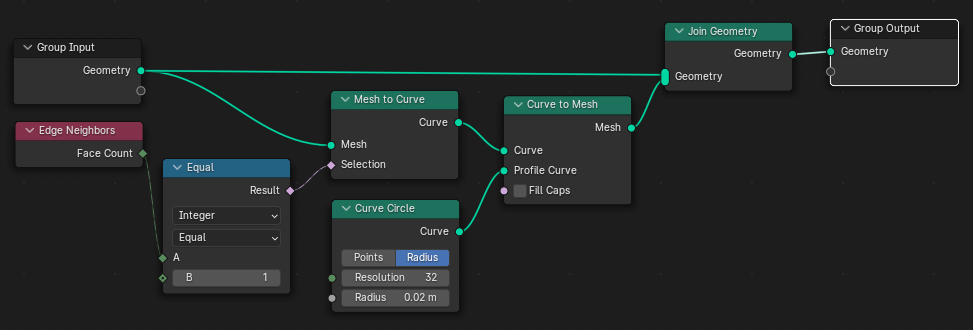 Group Input
Geometry
Edge Neighbors
Face Count
Equal
Result
Integer
Equal
A
B 1
Mesh to Curve
Curve
Mesh
Selection
Curve Circle
Curve
Points Radius
Resolution 32
Radius 0.02 m
Curve to Mesh
Mesh
Curve
Profile Curve
Fill Caps
Join Geometry
Geometry
Geometry
Group Output
Geometry